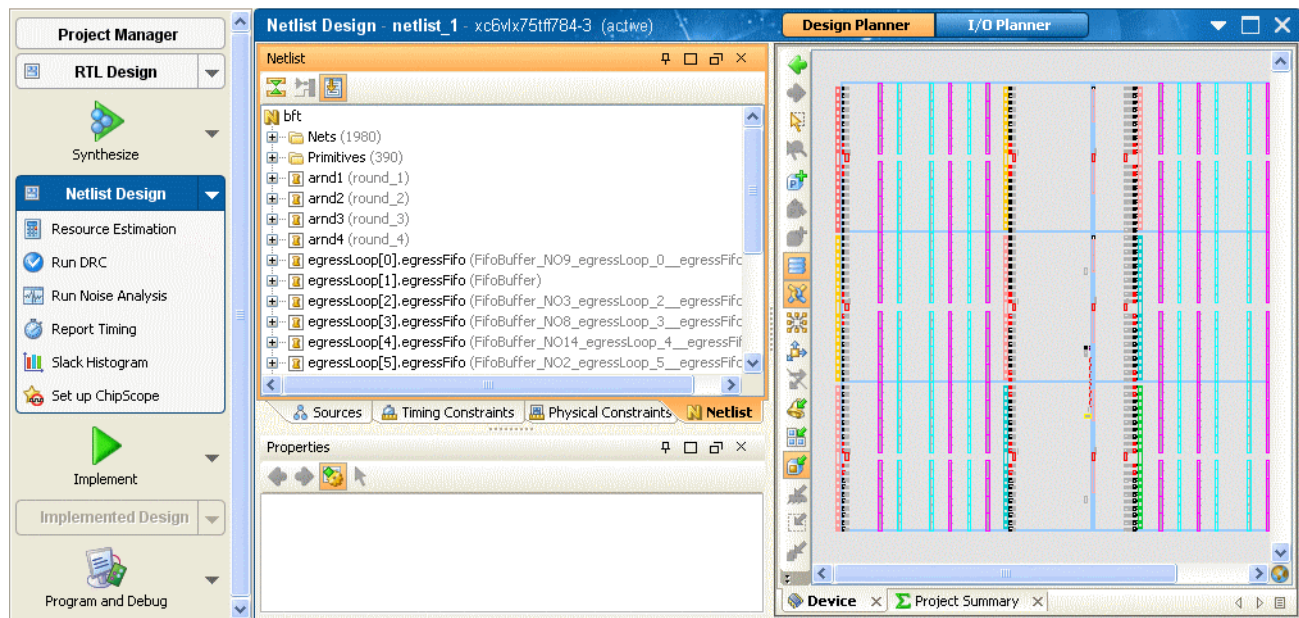 Project Manager
RTL Design
Synthesize
Netlist Design
Resource Estimation
Run DRC
Run Noise Analysis
Report Timing
Slack Histogram
Set up ChipScope
Implement
Implemented Design
Program and Debug
Netlist Design - netlist_1 - xc6vlx75tff784-3 (active)
Design Planner
I/O Planner
Netlist
bft
Nets (1980)
Primitives (390)
arnd1 (round_1)
arnd2 (round_2)
arnd3 (round_3)
arnd4 (round_4)
egressLoop[0].egressFifo (FifoBuffer_NO9_egressLoop_0__egressFifc
egressLoop[1].egressFifo (FifoBuffer)
egressLoop[2].egressFifo (FifoBuffer_NO3_egressLoop_2__egressFifc
egressLoop[3].egressFifo (FifoBuffer_NO8_egressLoop_3__egressFifc
egressLoop[4].egressFifo (FifoBuffer_NO14_egressLoop_4__egressFif
egressLoop[5].egressFifo (FifoBuffer_NO2_egressLoop_5__egressFifc
Sources Timing Constraints Physical Constraints Netlist
Properties
Device Project Summary